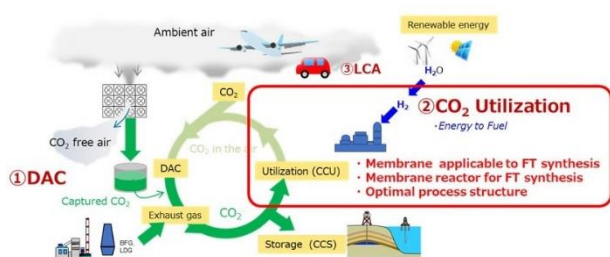 Ambient air
Renewable energy
③LCA
H₂O
CO₂
H₂
②CO₂ Utilization
-Energy to Fuel
CO₂ free air
CO₂ in the air
①DAC
DAC
Utilization (CCU)
• Membrane applicable to FT synthesis
• Membrane reactor for FT synthesis
• Optimal process structure
Captured CO₂
CO₂
Exhaust gas
BFG,
LDG
Storage (CCS)